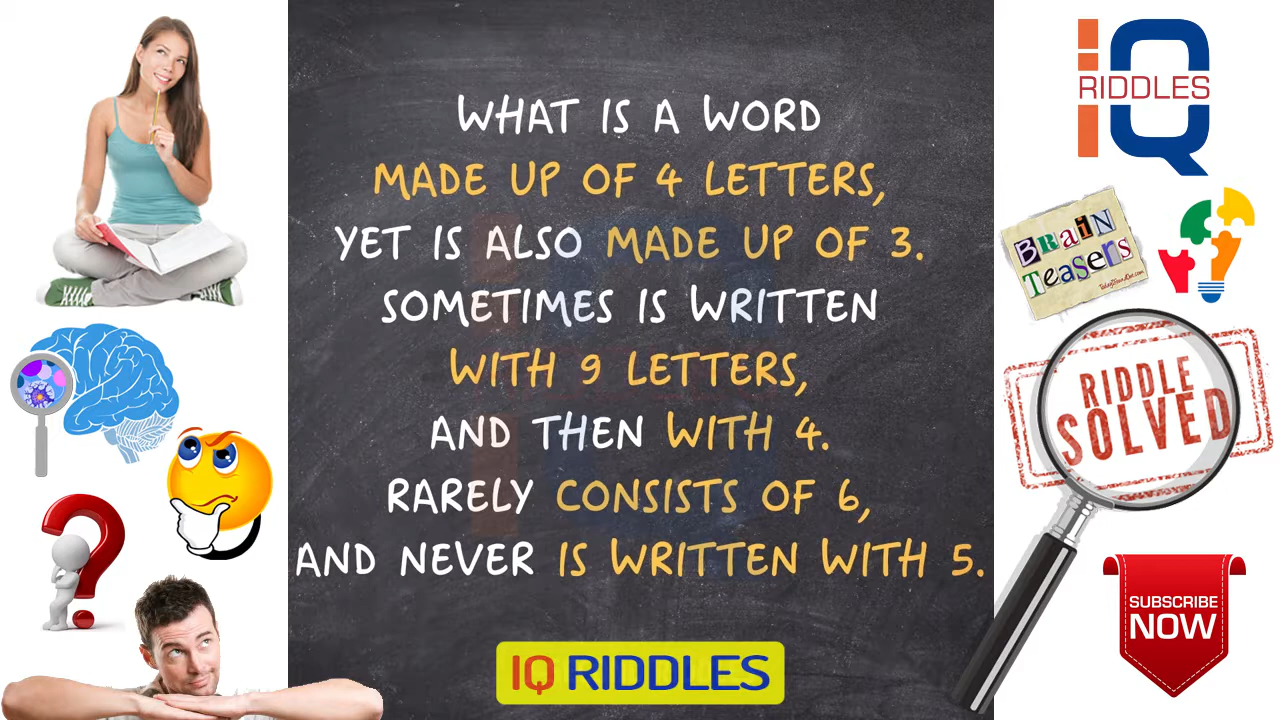 WHAT IS A WORD
MADE UP OF 4 LETTERS,
YET IS ALSO MADE UP OF 3.
SOMETIMES IS WRITTEN
WITH 9 LETTERS,
AND THEN WITH 4.
RARELY CONSISTS OF 6,
AND NEVER IS WRITTEN WITH 5.
IQ RIDDLES
iQ
RIDDLES
BRAiN
TEASERS
RIDDLE
SOLVED
SUBSCRIBE
NOW